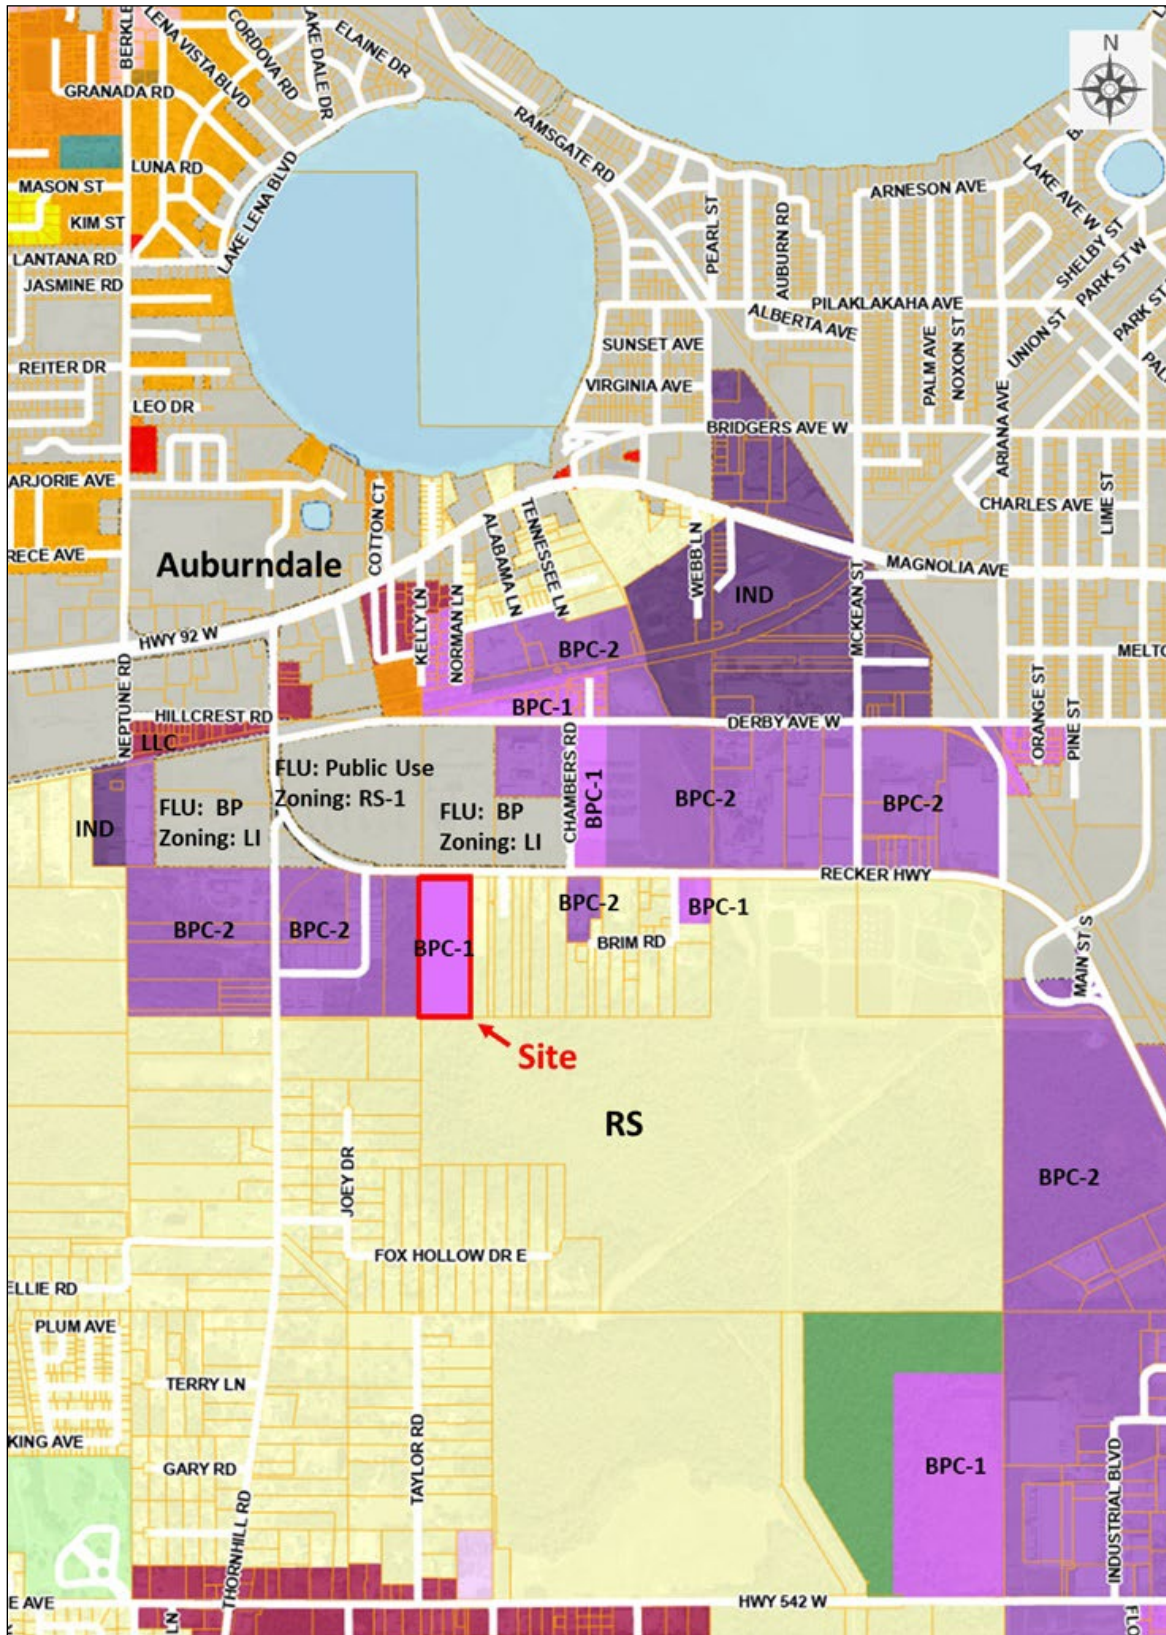 BERKLE
LENA VISTA BLVD
CORDOVA RD
LAKE DALE DR
ELAINE DR
N
GRANADA RD
RAMSGATE RD
LUNA RD
MASON ST
KIM ST
LAKE LENA BLVD
ARNESON AVE
LAKE AVE W
SHELBY ST
PARK ST W
PEARL ST
AUBURN RD
LANTANA RD
JASMINE RD
PILAKLAKAHA AVE
ALBERTA AVE
PALM AVE
NOXSON ST
UNION ST
PARK ST
PAL
SUNSET AVE
REITER DR
VIRGINIA AVE
LEO DR
BRIDGERS AVE W
ARIANA AVE
ARJORIE AVE
COTTON CT
TENNESSEE LN
ALABAMA LN
CHARLES AVE
LIME ST
RECE AVE
Auburndale
WEBB LN
MAGNOLIA AVE
IND
MCKEAN ST
HWY 92 W
KELLY LN
NORMAN LN
BPC-2
MELTO
NEPTUNE RD
HILLCREST RD
BPC-1
DERBY AVE W
ORANGE ST
PINE ST
LLC
FLU: Public Use
Zoning: RS-1
CHAMBERS RD
BPC-1
BPC-2
BPC-2
FLU: BP
Zoning: LI
FLU: BP
Zoning: LI
IND
RECKER HWY
BPC-2
BPC-1
BPC-2
BPC-2
BPC-1
BRIM RD
MAIN ST S
Site
RS
JOEY DR
BPC-2
FOX HOLLOW DR E
ELLIE RD
PLUM AVE
TERRY LN
KING AVE
GARY RD
TAYLOR RD
BPC-1
INDUSTRIAL BLVD
THORNHILL RD
E AVE
LN
HWY 542 W
FLO